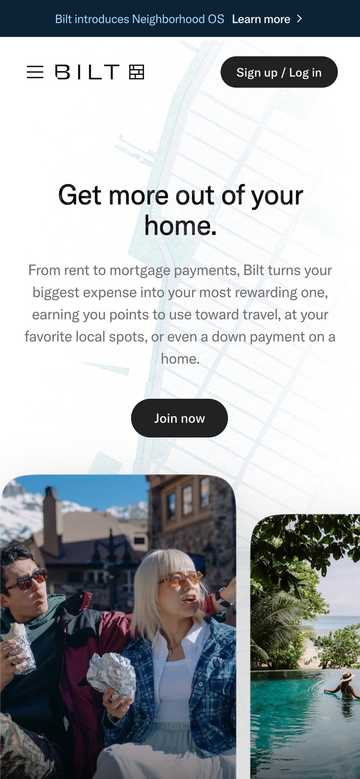 Bilt introduces Neighborhood OS Learn more
BILT
Sign up / Log in
Get more out of your
home.
From rent to mortgage payments, Bilt turns your
biggest expense into your most rewarding one,
earning you points to use toward travel, at your
favorite local spots, or even a down payment on a
home.
Join now